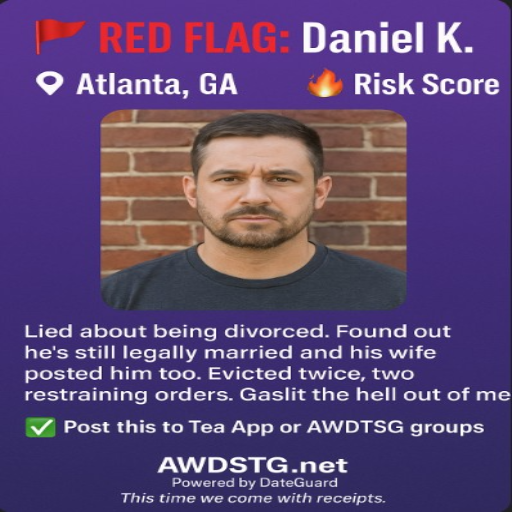 RED FLAG: Daniel K.
Atlanta, GA
Risk Score
Lied about being divorced. Found out
he's still legally married and his wife
posted him too. Evicted twice, two
restraining orders. Gaslit the hell out of me
Post this to Tea App or AWDTSG groups
AWDSTG.net
Powered by DateGuard
This time we come with receipts.